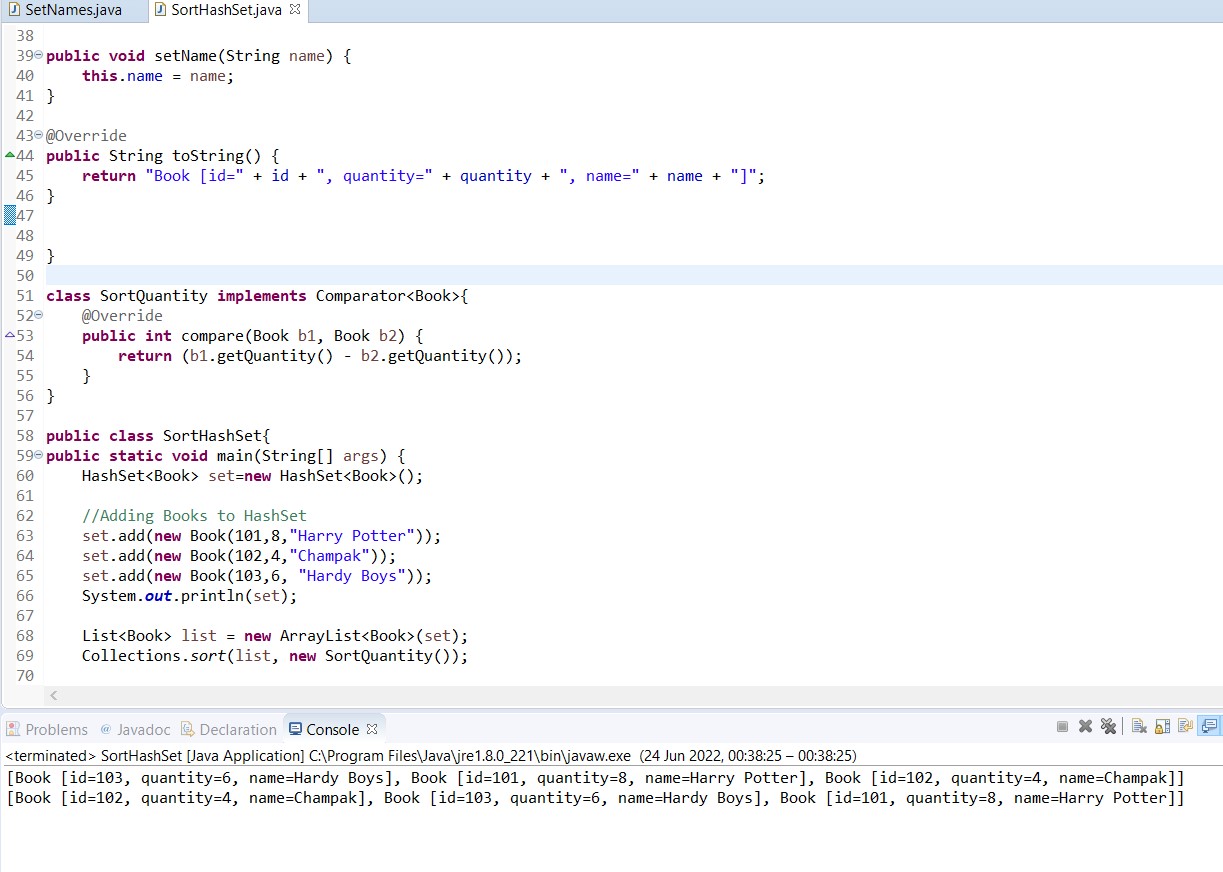 SetNames.java SortHashSet.java
38
39 public void setName(String name) {
40 this.name = name;
41 }
42
43 @Override
44 public String toString() {
45 return "Book [id=" + id + ", quantity=" + quantity + ", name=" + name + "]";
46 }
47
48
49 }
50
51 class SortQuantity implements Comparator<Book>{
52 @Override
53 public int compare(Book b1, Book b2) {
54 return (b1.getQuantity() - b2.getQuantity());
55 }
56 }
57
58 public class SortHashSet{
59 public static void main(String[] args) {
60 HashSet<Book> set=new HashSet<Book>();
61
62 //Adding Books to HashSet
63 set.add(new Book(101,8,"Harry Potter"));
64 set.add(new Book(102,4,"Champak"));
65 set.add(new Book(103,6, "Hardy Boys"));
66 System.out.println(set);
67
68 List<Book> list = new ArrayList<Book>(set);
69 Collections.sort(list, new SortQuantity());
70
Problems @ Javadoc Declaration Console
<terminated> SortHashSet [Java Application] C:\Program Files\Java\jre1.8.0_221\bin\javaw.exe (24 Jun 2022, 00:38:25 – 00:38:25)
[Book [id=103, quantity=6, name=Hardy Boys], Book [id=101, quantity=8, name=Harry Potter], Book [id=102, quantity=4, name=Champak]]
[Book [id=102, quantity=4, name=Champak], Book [id=103, quantity=6, name=Hardy Boys], Book [id=101, quantity=8, name=Harry Potter]]